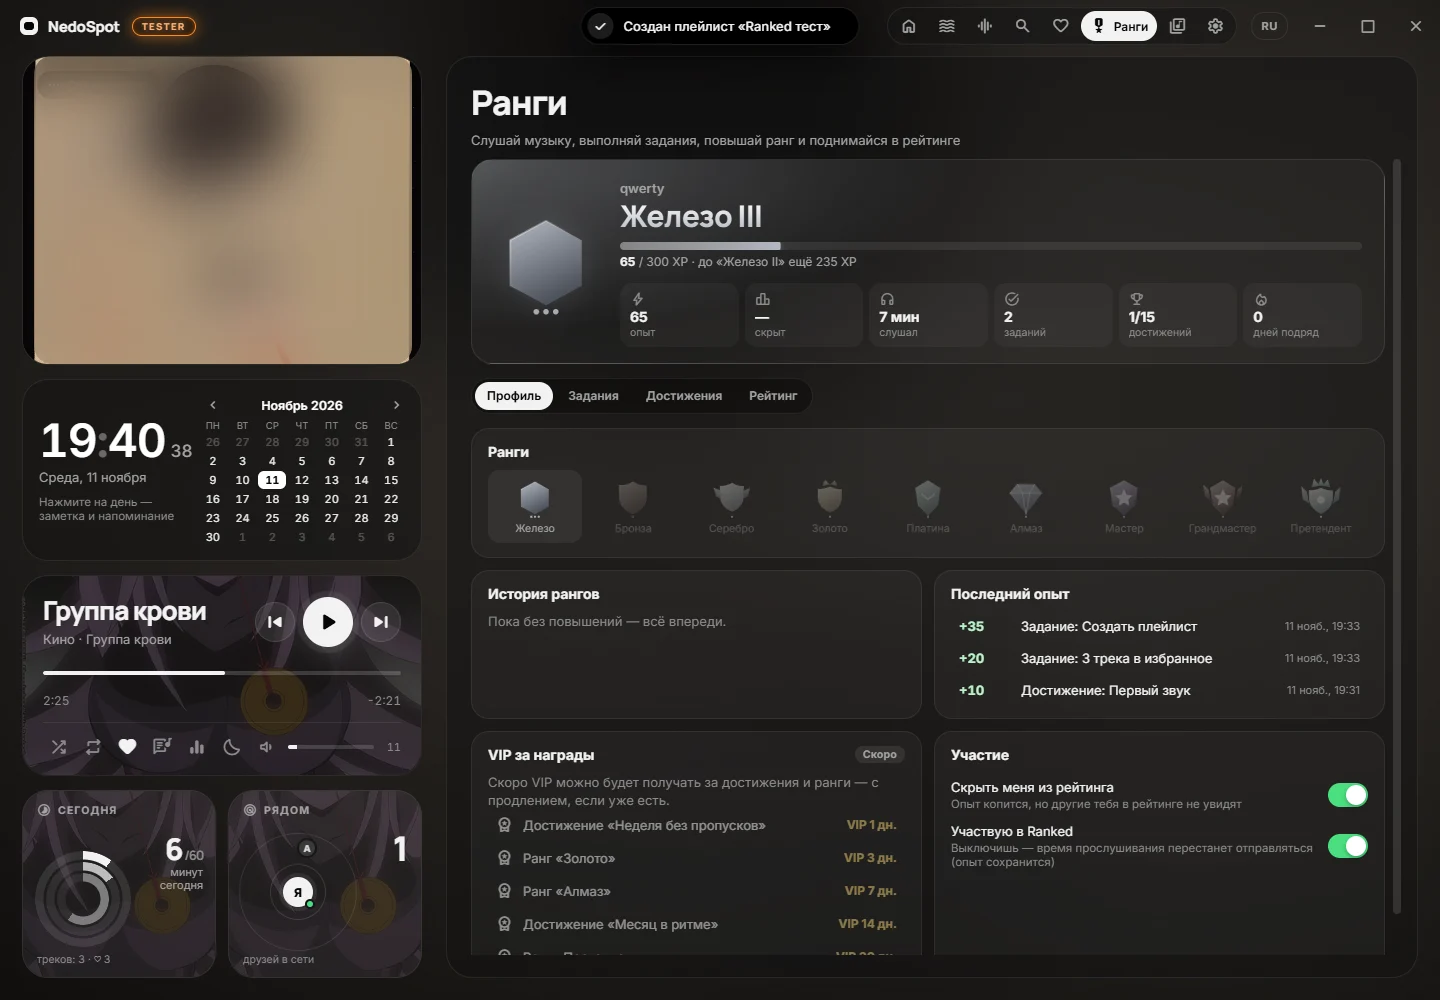 NedoSpot
TESTER
Создан плейлист «Ranked тест»
Ранги
RU
Ранги
Слушай музыку, выполняй задания, повышай ранг и поднимайся в рейтинге
qwerty
Железо III
65 / 300 XP · до «Железо II» ещё 235 XP
65
опыт
—
скрыт
7 мин
слушал
2
заданий
1/15
достижений
0
дней подряд
Профиль
Задания
Достижения
Рейтинг
Ранги
Железо
Бронза
Серебро
Золото
Платина
Алмаз
Мастер
Грандмастер
Претендент
История рангов
Пока без повышений — всё впереди.
Последний опыт
+35 Задание: Создать плейлист 11 нояб., 19:33
+20 Задание: 3 трека в избранное 11 нояб., 19:33
+10 Достижение: Первый звук 11 нояб., 19:31
VIP за награды
Скоро
Скоро VIP можно будет получать за достижения и ранги — с
продлением, если уже есть.
Достижение «Неделя без пропусков» VIP 1 дн.
Ранг «Золото» VIP 3 дн.
Ранг «Алмаз» VIP 7 дн.
Достижение «Месяц в ритме» VIP 14 дн.
Участие
Скрыть меня из рейтинга
Опыт копится, но другие тебя в рейтинге не увидят
Участвую в Ranked
Выключишь — время прослушивания перестанет отправляться
(опыт сохранится)
19:40 38
Среда, 11 ноября
Нажмите на день —
заметка и напоминание
Ноябрь 2026
ПН ВТ СР ЧТ ПТ СБ ВС
26 27 28 29 30 31 1
2 3 4 5 6 7 8
9 10 11 12 13 14 15
16 17 18 19 20 21 22
23 24 25 26 27 28 29
30 1 2 3 4 5 6
Группа крови
Кино · Группа крови
2:25
-2:21
11
СЕГОДНЯ
6/60
минут
сегодня
треков: 3 · ♡ 3
РЯДОМ
1
А
Я
друзей в сети